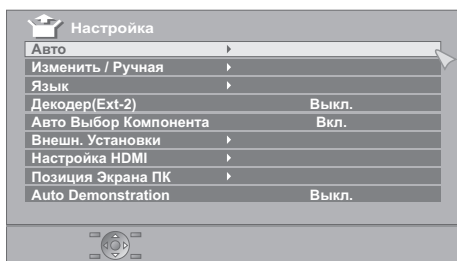 Настройка
Авто
Изменить / Ручная
Язык
Декодер(Ext-2) Выкл.
Авто Выбор Компонента Вкл.
Внешн. Установки
Настройка HDMI
Позиция Экрана ПК
Auto Demonstration Выкл.